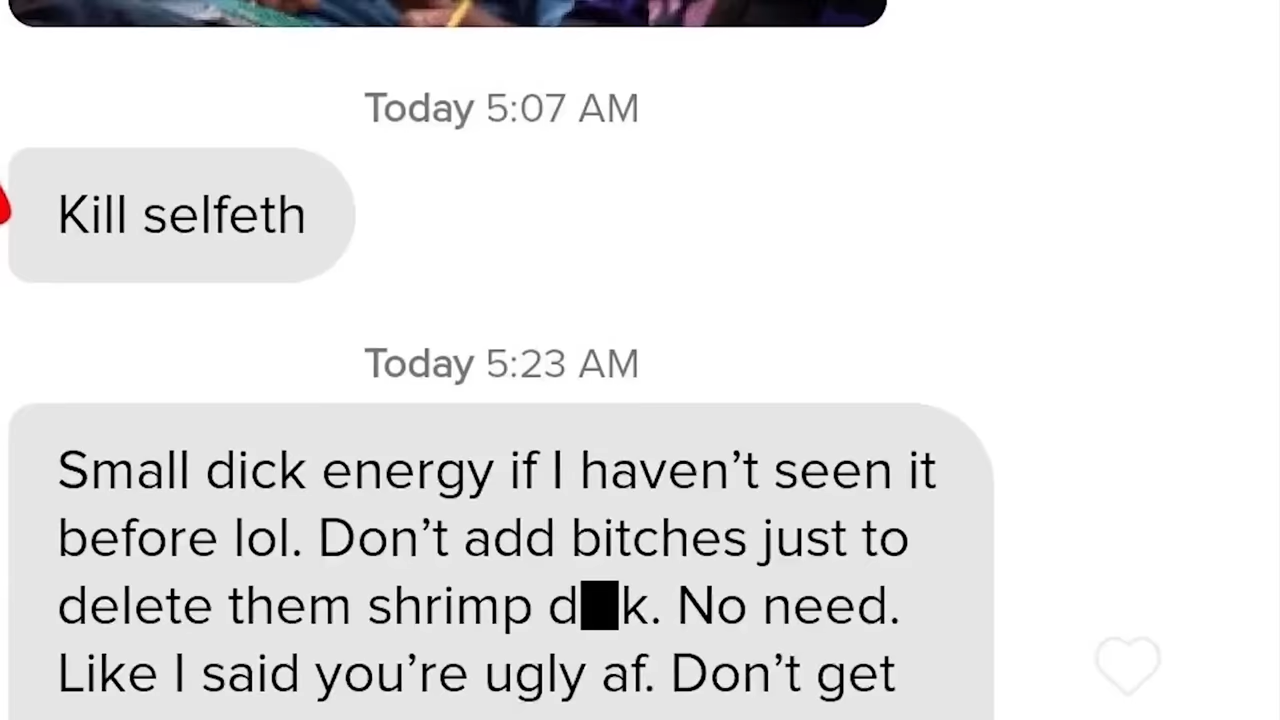 Today 5:07 AM
Kill selfeth
Today 5:23 AM
Small dick energy if I haven’t seen it
before lol. Don’t add bitches just to
delete them shrimp d█k. No need.
Like I said you’re ugly af. Don’t get